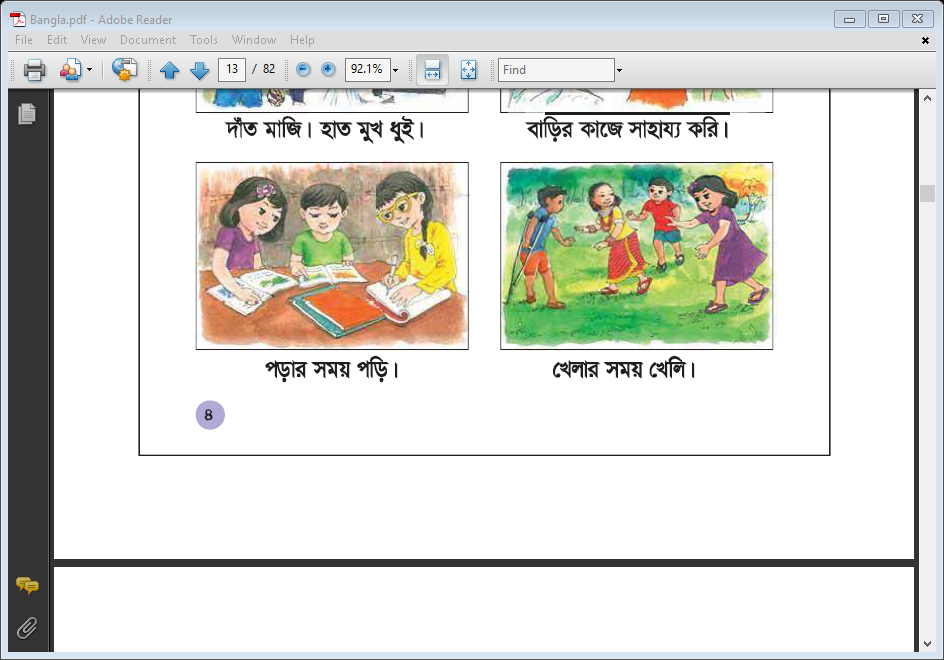 Bangla.pdf - Adobe Reader
File Edit View Document Tools Window Help
13 / 82 92.1% Find
দাঁত মাজি। হাত মুখ ধুই।
বাড়ির কাজে সাহায্য করি।
পড়ার সময় পড়ি।
খেলার সময় খেলি।
৪